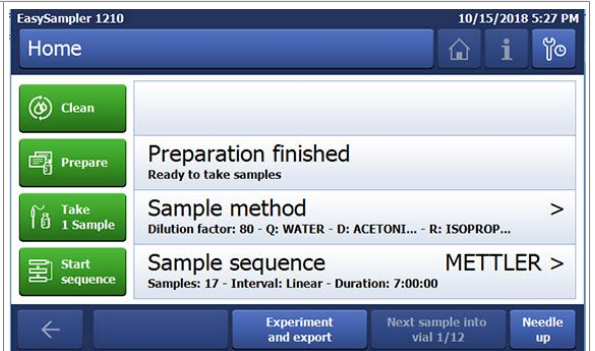 EasySampler 1210 10/15/2018 5:27 PM
Home
Clean
Prepare
Preparation finished
Ready to take samples
Take
1 Sample
Sample method >
Dilution factor: 80 - Q: WATER - D: ACETONI... - R: ISOPROP...
Start
sequence
Sample sequence METTLER >
Samples: 17 - Interval: Linear - Duration: 7:00:00
Experiment
and export
Next sample into
vial 1/12
Needle
up